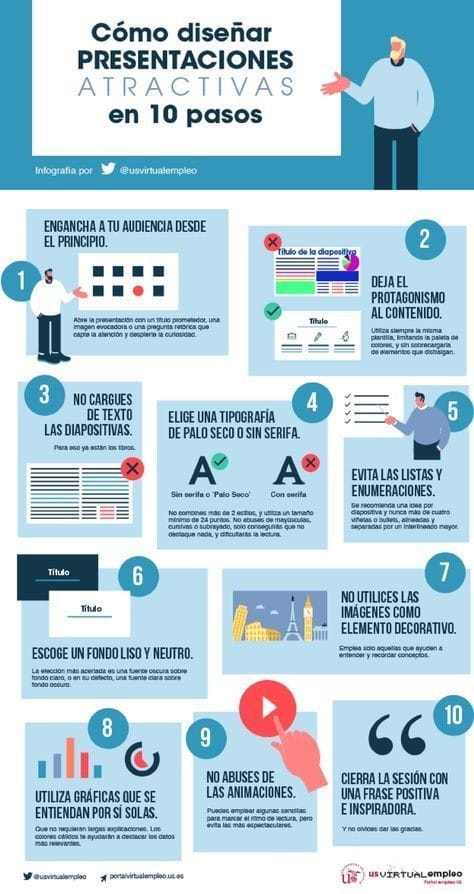 Cómo diseñar
PRESENTACIONES
ATRACTIVAS
en 10 pasos
Infografía por @usvirtualempleo
1
ENGANCHA A TU AUDIENCIA DESDE
EL PRINCIPIO.
Abre la presentación con un título prometedor, una
imagen evocadora o una pregunta retórica que
capte la atención y despierte la curiosidad.
2
Título de la diapositiva
Título
DEJA EL
PROTAGONISMO
AL CONTENIDO.
Utiliza siempre la misma
plantilla, limitando la paleta de
colores, y sin sobrecargarla
de elementos que distraigan.
3
NO CARGUES
DE TEXTO
LAS DIAPOSITIVAS.
Para eso ya están los libros.
4
ELIGE UNA TIPOGRAFÍA
DE PALO SECO O SIN SERIFA.
A A
Sin serifa o 'Palo Seco' Con serifa
No combines más de 2 estilos, y utiliza un tamaño
mínimo de 24 puntos. No abuses de mayúsculas,
cursivas o subrayado, solo conseguirás que no
destaque nada, y dificultarás la lectura.
5
EVITA LAS LISTAS Y
ENUMERACIONES.
Se recomienda una idea por
diapositiva y nunca más de cuatro
viñetas o bullets, alineadas y
separadas por un interlineado mayor.
6
Título
Título
ESCOGE UN FONDO LISO Y NEUTRO.
La elección más acertada es una fuente oscura sobre
fondo claro, o en su defecto, una fuente clara sobre
fondo oscuro.
7
NO UTILICES LAS
IMÁGENES COMO
ELEMENTO DECORATIVO.
Emplea solo aquellas que ayuden a
entender y recordar conceptos.
8
UTILIZA GRÁFICAS QUE SE
ENTIENDAN POR SÍ SOLAS.
Que no requieran largas explicaciones. Los
colores cálidos te ayudarán a destacar los datos
más relevantes.
9
NO ABUSES DE
LAS ANIMACIONES.
Puedes emplear algunas sencillas
para marcar el ritmo de lectura, pero
evita las más espectaculares.
10
CIERRA LA SESIÓN CON
UNA FRASE POSITIVA
E INSPIRADORA.
Y no olvides dar las gracias.
@usvirtualempleo portalvirtualempleo.us.es
us VIRTUALempleo
Portal empleo US